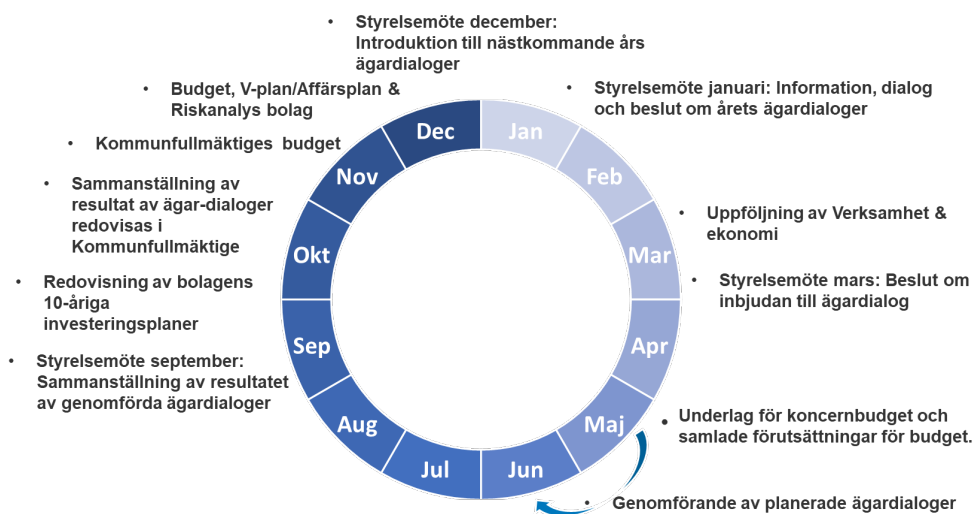 • Styrelsemöte december:
Introduktion till nästkommande års
ägardialoger
• Budget, V-plan/Affärsplan &
Riskanalys bolag
• Kommunfullmäktiges budget
• Sammanställning av
resultat av ägar-dialoger
redovisas i
Kommunfullmäktige
• Redovisning av bolagens
10-åriga
investeringsplaner
• Styrelsemöte september:
Sammanställning av resultatet
av genomförda ägardialoger
• Styrelsemöte januari: Information, dialog
och beslut om årets ägardialoger
• Uppföljning av Verksamhet &
ekonomi
• Styrelsemöte mars: Beslut om
inbjudan till ägardialog
• Underlag för koncernbudget och
samlade förutsättningar för budget.
• Genomförande av planerade ägardialoger
Jan
Feb
Mar
Apr
Maj
Jun
Jul
Aug
Sep
Okt
Nov
Dec